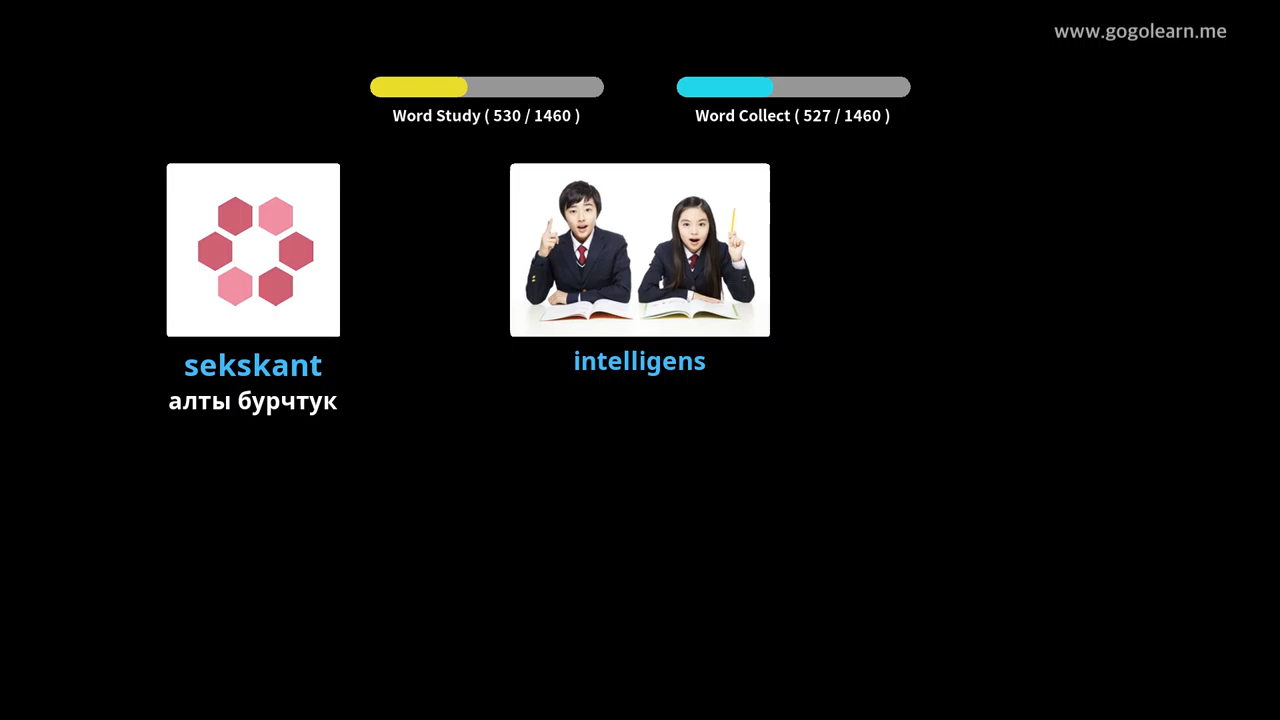 www.gogolearn.me
Word Study ( 530 / 1460 )
Word Collect ( 527 / 1460 )
sekskant
алты бурчтук
intelligens